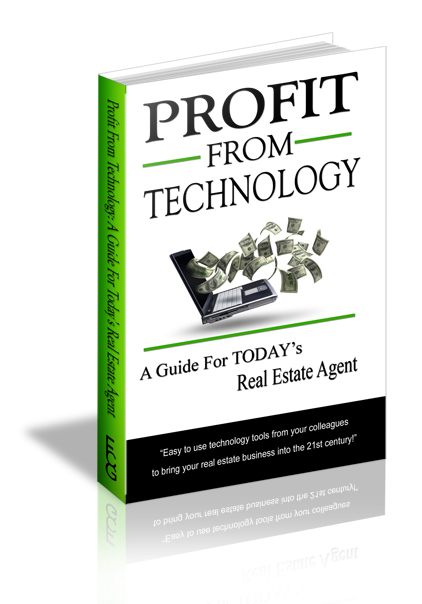 PROFIT
FROM
TECHNOLOGY
A Guide For TODAY's
Real Estate Agent
"Easy to use technology tools from your colleagues
to bring your real estate business into the 21st century!"
Profit From Technology: A Guide For Today's Real Estate Agent